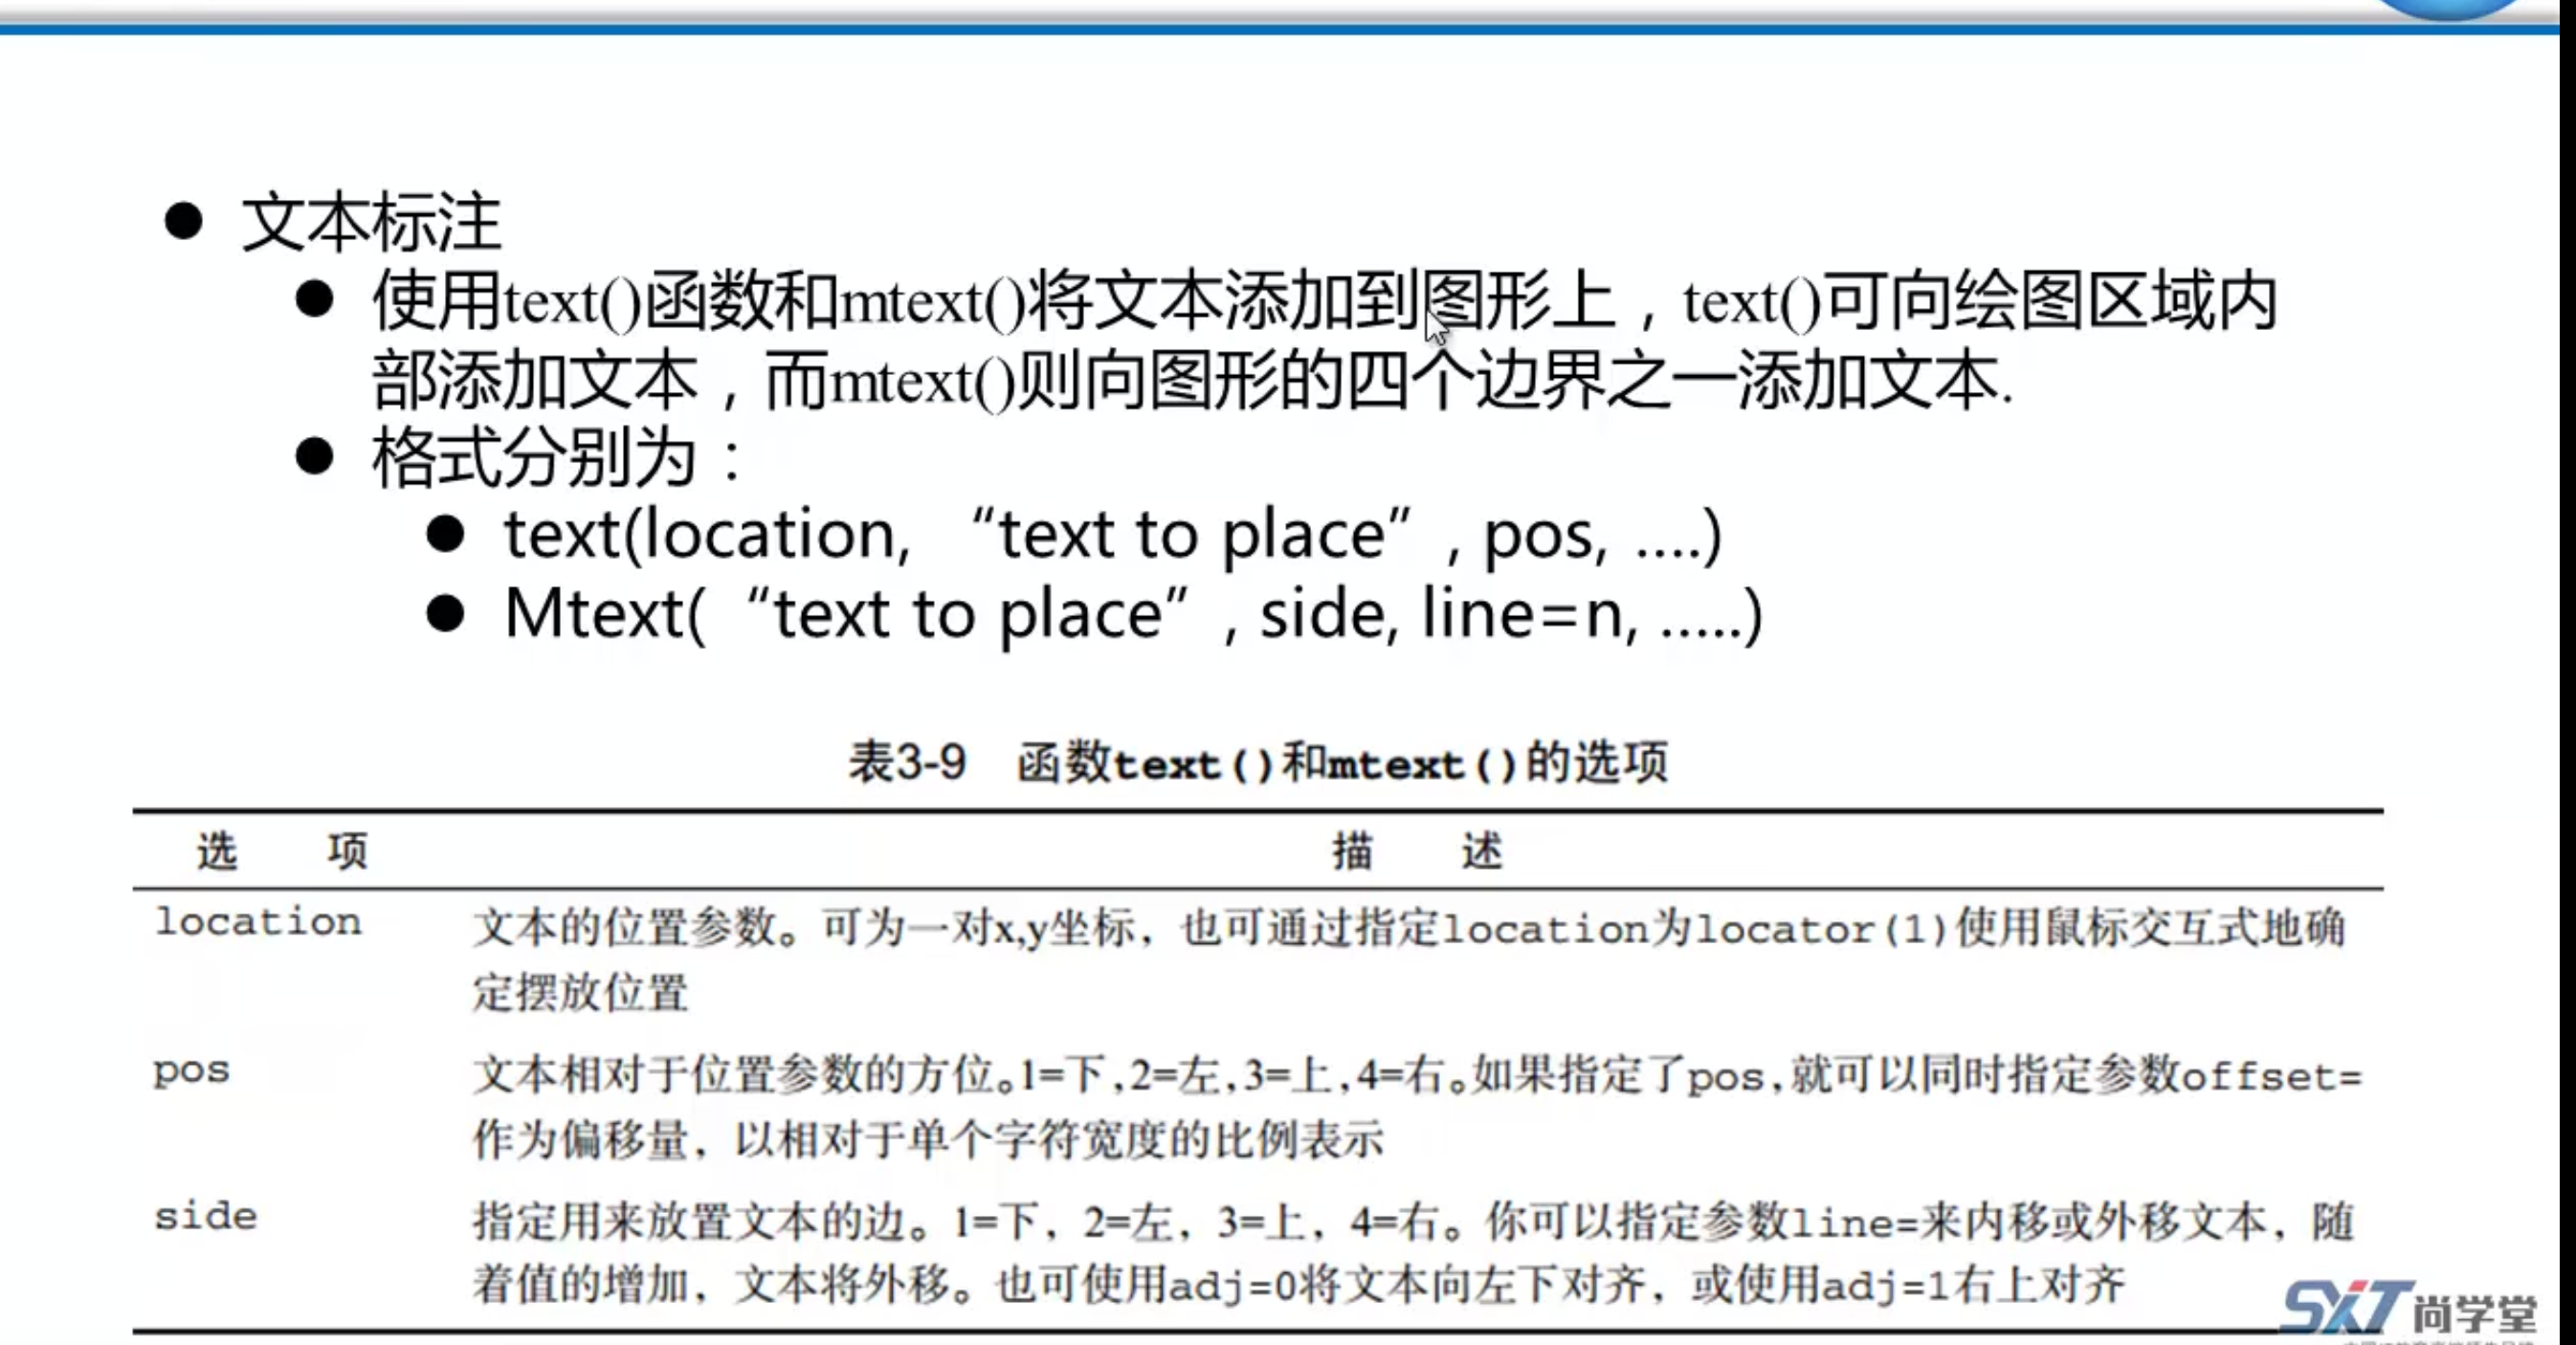 ● 文本标注
● 使用text()函数和mtext()将文本添加到图形上，text()可向绘图区域内
部添加文本，而mtext()则向图形的四个边界之一添加文本.
● 格式分别为：
● text(location, “text to place”, pos, ....)
● Mtext( “text to place”, side, line=n, .....)
表3-9 函数text()和mtext()的选项
选 项 描 述
location 文本的位置参数。可为一对x,y坐标，也可通过指定location为locator(1)使用鼠标交互式地确
定摆放位置
pos 文本相对于位置参数的方位。1=下,2=左,3=上,4=右。如果指定了pos,就可以同时指定参数offset=
作为偏移量，以相对于单个字符宽度的比例表示
side 指定用来放置文本的边。1=下，2=左，3=上，4=右。你可以指定参数line=来内移或外移文本，随
着值的增加，文本将外移。也可使用adj=0将文本向左下对齐，或使用adj=1右上对齐
SXT 尚学堂